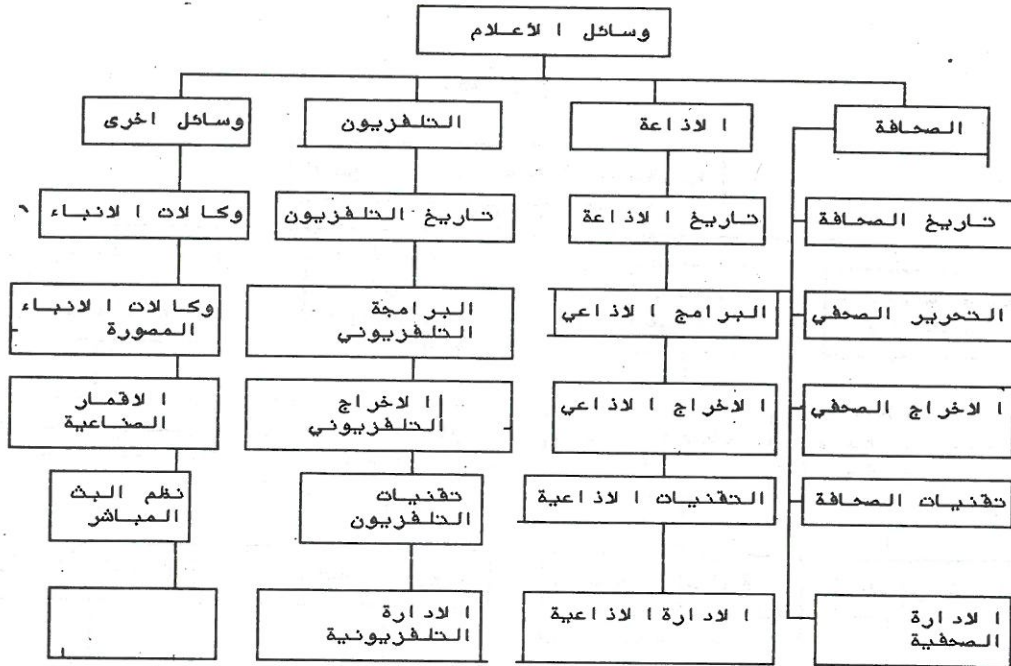 وسائل الأعلام
الصحافة
الاذاعة
التلفزيون
وسائل اخرى
تاريخ الصحافة
تاريخ الاذاعة
تاريخ التلفزيون
وكالات الانباء
التحرير الصحفي
البرامج الاذاعي
البرامجة
التلفزيوني
وكالات الانباء
المصورة
الاخراج الصحفي
الاخراج الاذاعي
الاخراج
التلفزيوني
الاقمار
الصناعية
تقنيات الصحافة
التقنيات الاذاعية
تقنيات
التلفزيون
نظم البث
المباشر
الادارة
الصحفية
الادارة الاذاعية
الادارة
التلفزيونية